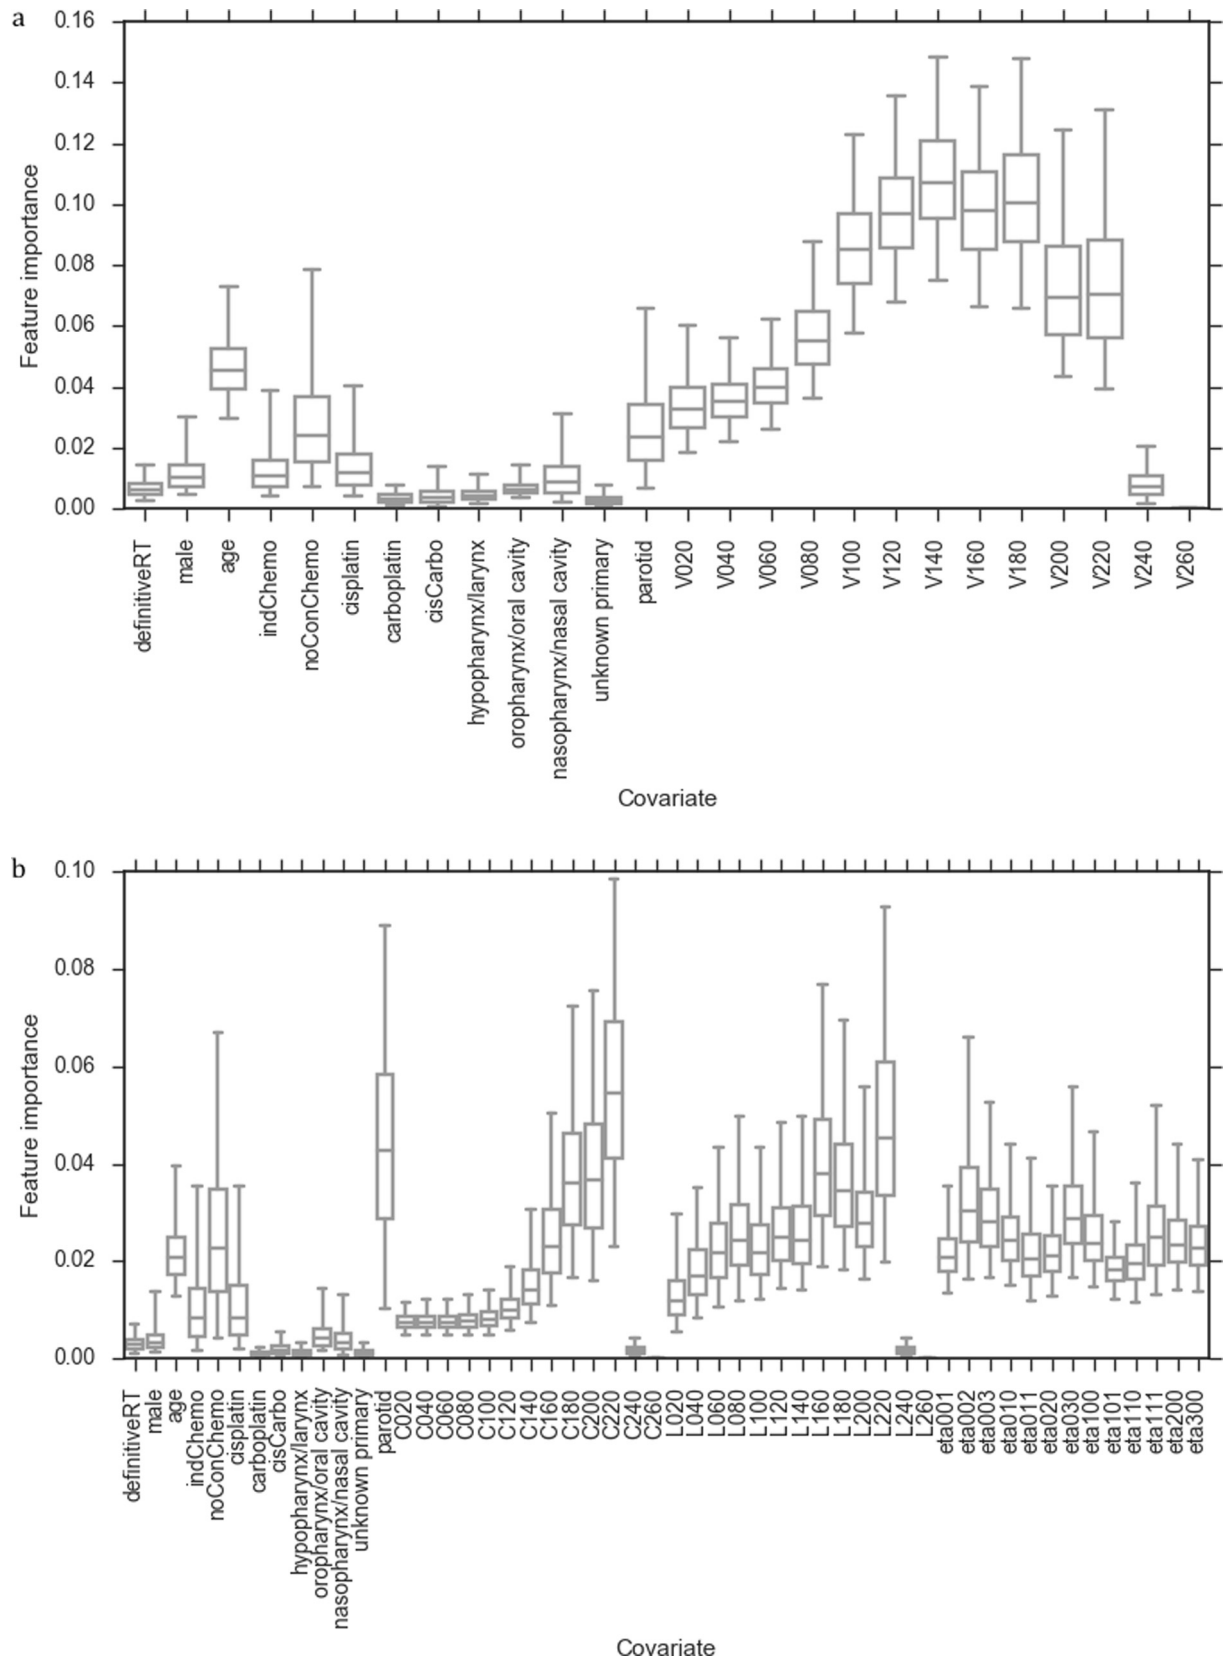 a
0.16
0.14
0.12
0.10
0.08
0.06
0.04
0.02
0.00
Feature importance
definitiveRT
male
age
indChemo
noConChemo
cisplatin
carboplatin
cisCarbo
hypopharynx/larynx
oropharynx/oral cavity
nasopharynx/nasal cavity
unknown primary
parotid
V020
V040
V060
V080
V100
V120
V140
V160
V180
V200
V220
V240
V260
Covariate
b
0.10
0.08
0.06
0.04
0.02
0.00
Feature importance
definitiveRT
male
age
indChemo
noConChemo
cisplatin
carboplatin
cisCarbo
hypopharynx/larynx
oropharynx/oral cavity
nasopharynx/nasal cavity
unknown primary
parotid
C020
C040
C060
C080
C100
C120
C140
C160
C180
C200
C220
C240
C260
L020
L040
L060
L080
L100
L120
L140
L160
L180
L200
L220
L240
L260
eta001
eta002
eta003
eta010
eta011
eta020
eta030
eta100
eta101
eta110
eta111
eta200
eta300
Covariate